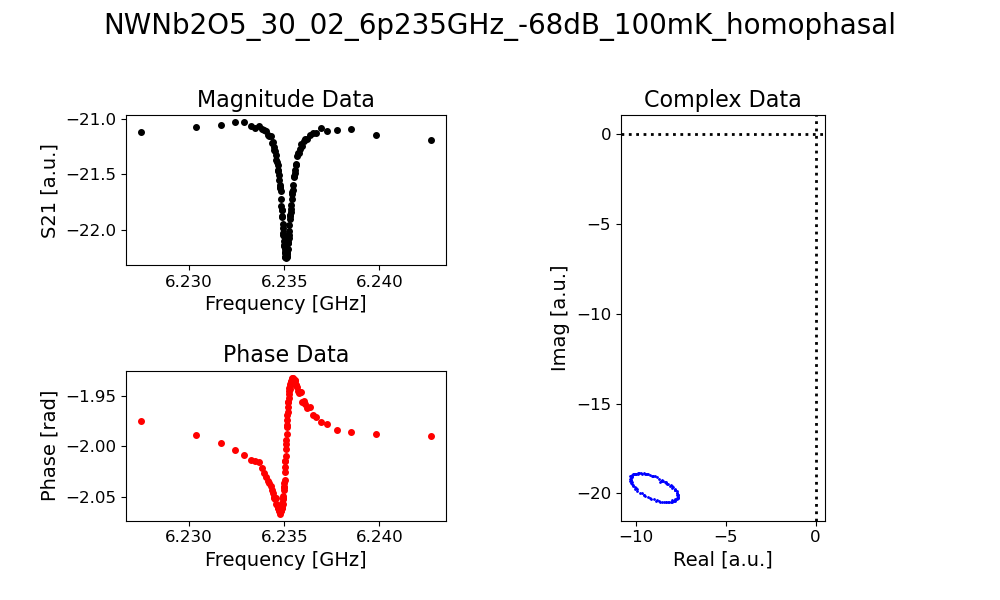 NWNb2O5_30_02_6p235GHz_-68dB_100mK_homophasal
Magnitude Data
S21 [a.u.]
−21.0
−21.5
−22.0
6.230 6.235 6.240
Frequency [GHz]
Phase Data
Phase [rad]
−1.95
−2.00
−2.05
6.230 6.235 6.240
Frequency [GHz]
Complex Data
Imag [a.u.]
0
−5
−10
−15
−20
−10 −5 0
Real [a.u.]